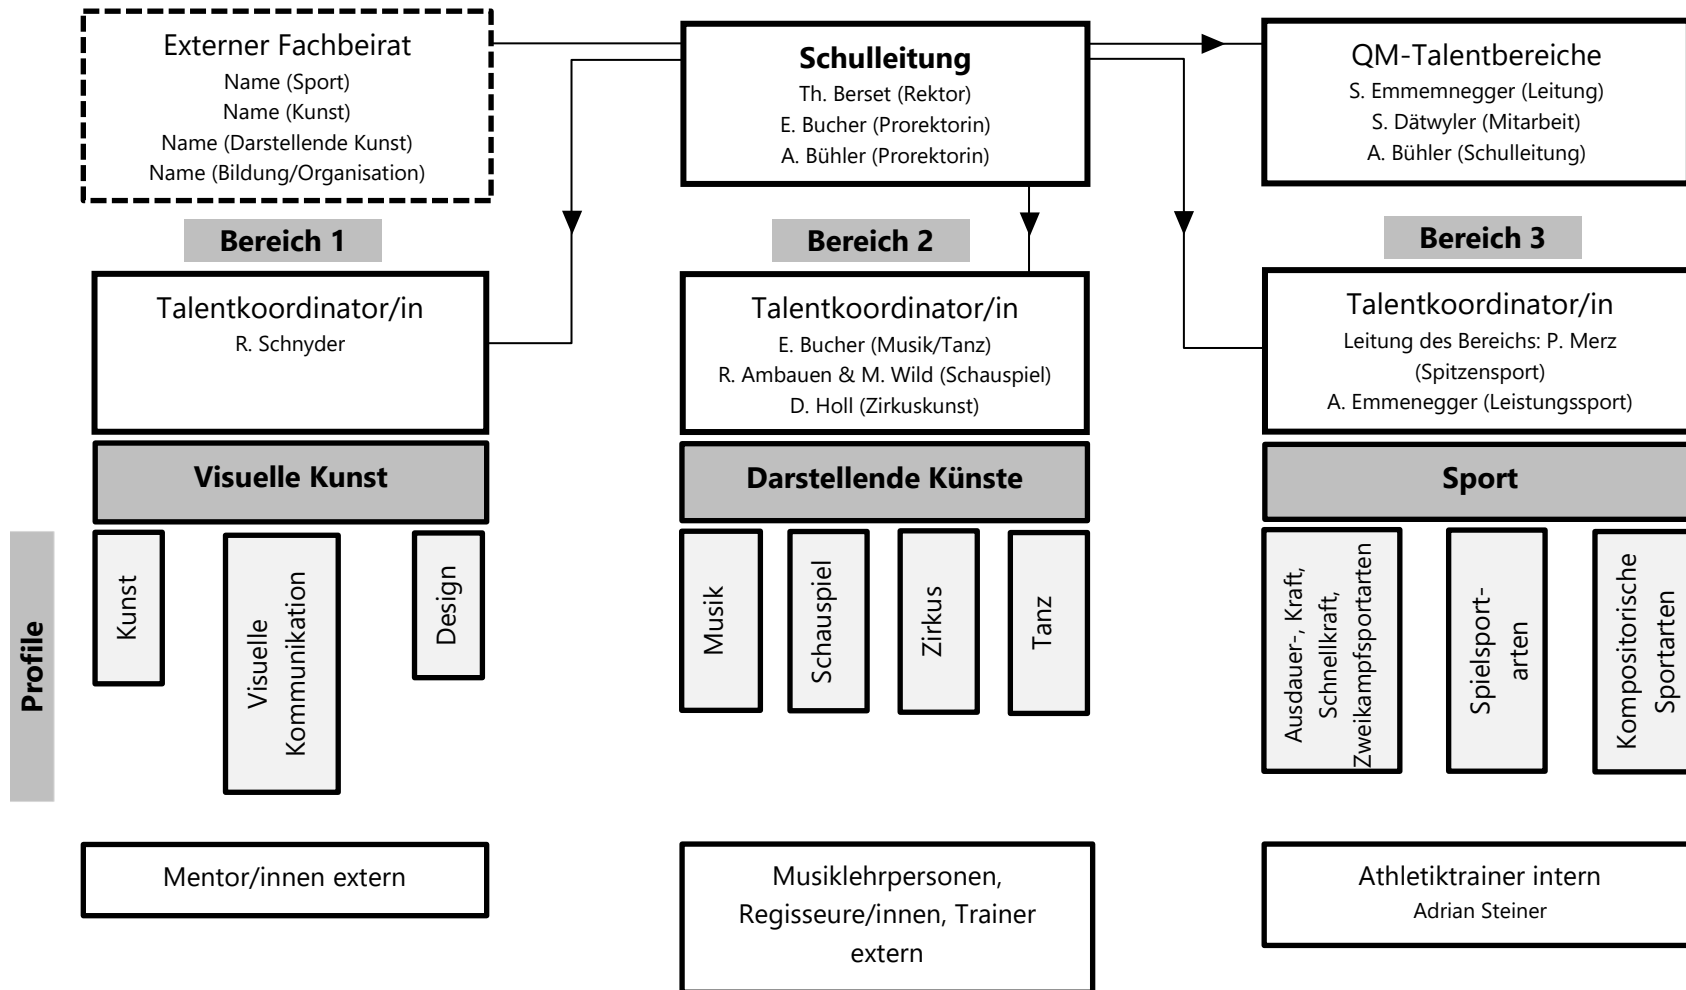 Externer Fachbeirat
Name (Sport)
Name (Kunst)
Name (Darstellende Kunst)
Name (Bildung/Organisation)
Schulleitung
Th. Berset (Rektor)
E. Bucher (Prorektorin)
A. Bühler (Prorektorin)
QM-Talentbereiche
S. Emmemnegger (Leitung)
S. Dätwyler (Mitarbeit)
A. Bühler (Schulleitung)
Bereich 1
Bereich 2
Bereich 3
Talentkoordinator/in
R. Schnyder
Talentkoordinator/in
E. Bucher (Musik/Tanz)
R. Ambauen & M. Wild (Schauspiel)
D. Holl (Zirkuskunst)
Talentkoordinator/in
Leitung des Bereichs: P. Merz
(Spitzensport)
A. Emmenegger (Leistungssport)
Visuelle Kunst
Darstellende Künste
Sport
Profile
Kunst
Visuelle
Kommunikation
Design
Musik
Schauspiel
Zirkus
Tanz
Ausdauer-, Kraft,
Schnellkraft,
Zweikampfsportarten
Spielsport-
arten
Kompositorische
Sportarten
Mentor/innen extern
Musiklehrpersonen,
Regisseure/innen, Trainer
extern
Athletiktrainer intern
Adrian Steiner